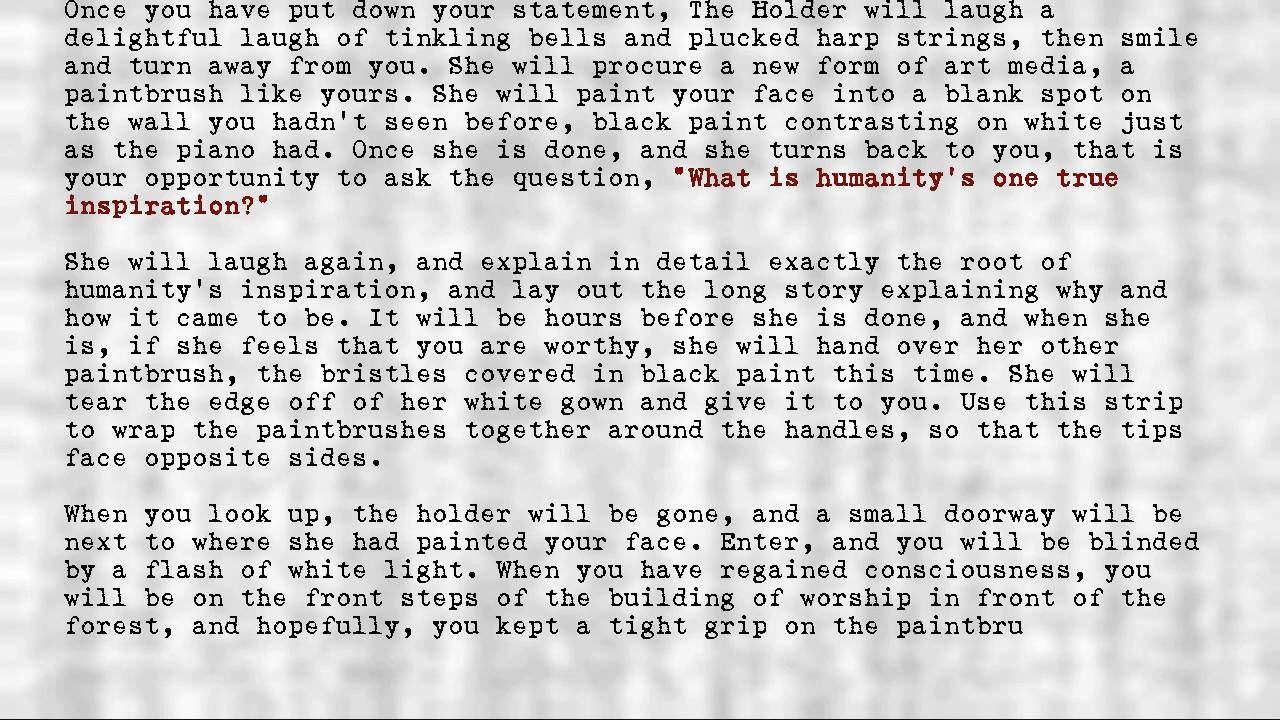 Once you have put down your statement, The Holder will laugh a
delightful laugh of tinkling bells and plucked harp strings, then smile
and turn away from you. She will procure a new form of art media, a
paintbrush like yours. She will paint your face into a blank spot on
the wall you hadn't seen before, black paint contrasting on white just
as the piano had. Once she is done, and she turns back to you, that is
your opportunity to ask the question, "What is humanity's one true
inspiration?"
She will laugh again, and explain in detail exactly the root of
humanity's inspiration, and lay out the long story explaining why and
how it came to be. It will be hours before she is done, and when she
is, if she feels that you are worthy, she will hand over her other
paintbrush, the bristles covered in black paint this time. She will
tear the edge off of her white gown and give it to you. Use this strip
to wrap the paintbrushes together around the handles, so that the tips
face opposite sides.
When you look up, the holder will be gone, and a small doorway will be
next to where she had painted your face. Enter, and you will be blinded
by a flash of white light. When you have regained consciousness, you
will be on the front steps of the building of worship in front of the
forest, and hopefully, you kept a tight grip on the paintbru